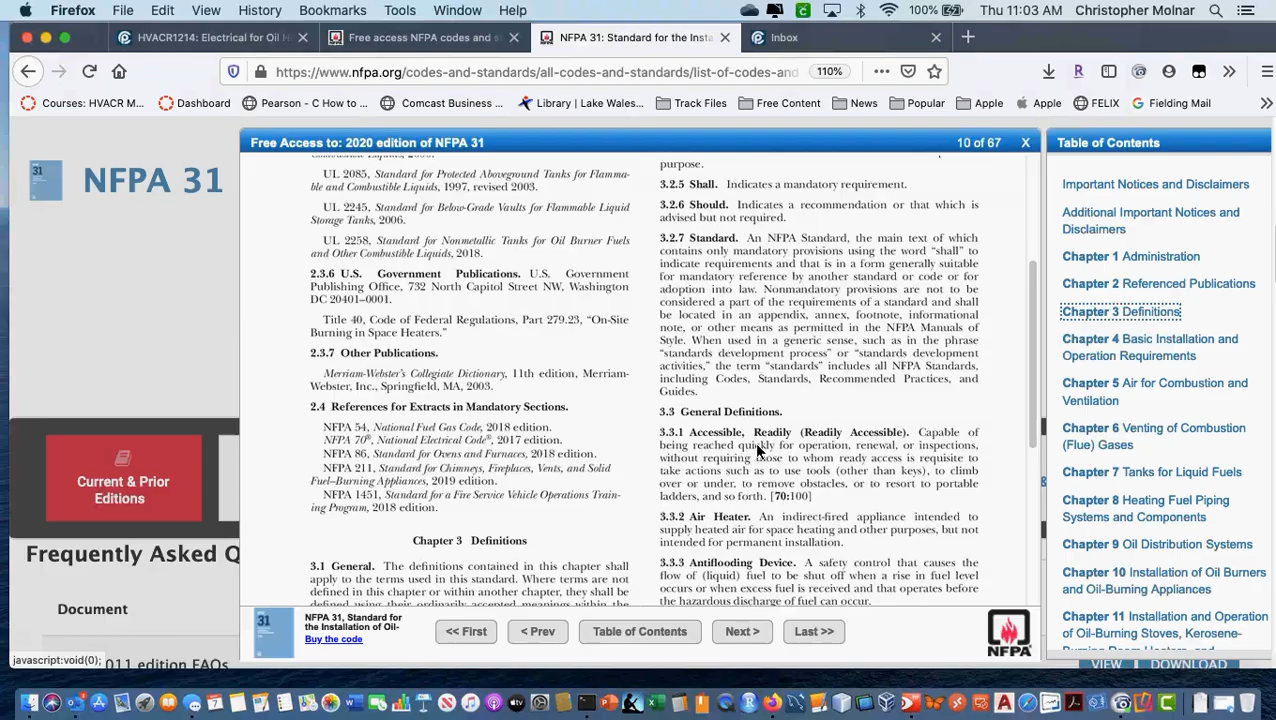 Firefox File Edit View History Bookmarks Tools Window Help 100% Thu 11:03 AM Christopher Molnar
HVACR1214: Electrical for Oil H
Free access NFPA codes and s
NFPA 31: Standard for the Insta
Inbox
https://www.nfpa.org/codes-and-standards/all-codes-and-standards/list-of-codes-and
110%
Courses: HVACR M... Dashboard Pearson - C How to ... Comcast Business ... Library | Lake Wales... Track Files Free Content News Popular Apple Apple FELIX Fielding Mail
31
NFPA 31
Current & Prior
Editions
Frequently Asked Q
Document
011 edition FAQs
javascript:void(0);
VIEW DOWNLOAD
Free Access to: 2020 edition of NFPA 31 10 of 67 X
UL 2085, Standard for Protected Aboveground Tanks for Flamma-
ble and Combustible Liquids, 1997, revised 2003.
UL 2245, Standard for Below-Grade Vaults for Flammable Liquid
Storage Tanks, 2006.
UL 2258, Standard for Nonmetallic Tanks for Oil Burner Fuels
and Other Combustible Liquids, 2018.
2.3.6 U.S. Government Publications. U.S. Government
Publishing Office, 732 North Capitol Street NW, Washington
DC 20401–0001.
Title 40, Code of Federal Regulations, Part 279.23, “On-Site
Burning in Space Heaters.”
2.3.7 Other Publications.
Merriam-Webster’s Collegiate Dictionary, 11th edition, Merriam-
Webster, Inc., Springfield, MA, 2003.
2.4 References for Extracts in Mandatory Sections.
NFPA 54, National Fuel Gas Code, 2018 edition.
NFPA 70®, National Electrical Code®, 2017 edition.
NFPA 86, Standard for Ovens and Furnaces, 2018 edition.
NFPA 211, Standard for Chimneys, Fireplaces, Vents, and Solid
Fuel–Burning Appliances, 2019 edition.
NFPA 1451, Standard for a Fire Service Vehicle Operations Train-
ing Program, 2018 edition.
Chapter 3 Definitions
3.1 General. The definitions contained in this chapter shall
apply to the terms used in this standard. Where terms are not
defined in this chapter or within another chapter, they shall be
defined using their ordinarily accepted meanings within the
purpose.
3.2.5 Shall. Indicates a mandatory requirement.
3.2.6 Should. Indicates a recommendation or that which is
advised but not required.
3.2.7 Standard. An NFPA Standard, the main text of which
contains only mandatory provisions using the word “shall” to
indicate requirements and that is in a form generally suitable
for mandatory reference by another standard or code or for
adoption into law. Nonmandatory provisions are not to be
considered a part of the requirements of a standard and shall
be located in an appendix, annex, footnote, informational
note, or other means as permitted in the NFPA Manuals of
Style. When used in a generic sense, such as in the phrase
“standards development process” or “standards development
activities,” the term “standards” includes all NFPA Standards,
including Codes, Standards, Recommended Practices, and
Guides.
3.3 General Definitions.
3.3.1 Accessible, Readily (Readily Accessible). Capable of
being reached quickly for operation, renewal, or inspections,
without requiring those to whom ready access is requisite to
take actions such as to use tools (other than keys), to climb
over or under, to remove obstacles, or to resort to portable
ladders, and so forth. [70:100]
3.3.2 Air Heater. An indirect-fired appliance intended to
supply heated air for space heating and other purposes, but not
intended for permanent installation.
3.3.3 Antiflooding Device. A safety control that causes the
flow of (liquid) fuel to be shut off when a rise in fuel level
occurs or when excess fuel is received and that operates before
the hazardous discharge of fuel can occur.
31
NFPA 31, Standard for
the Installation of Oil-
Buy the code
<< First
< Prev
Table of Contents
Next >
Last >>
NFPA
Table of Contents
Important Notices and Disclaimers
Additional Important Notices and
Disclaimers
Chapter 1 Administration
Chapter 2 Referenced Publications
Chapter 3 Definitions
Chapter 4 Basic Installation and
Operation Requirements
Chapter 5 Air for Combustion and
Ventilation
Chapter 6 Venting of Combustion
(Flue) Gases
Chapter 7 Tanks for Liquid Fuels
Chapter 8 Heating Fuel Piping
Systems and Components
Chapter 9 Oil Distribution Systems
Chapter 10 Installation of Oil Burners
and Oil-Burning Appliances
Chapter 11 Installation and Operation
of Oil-Burning Stoves, Kerosene-